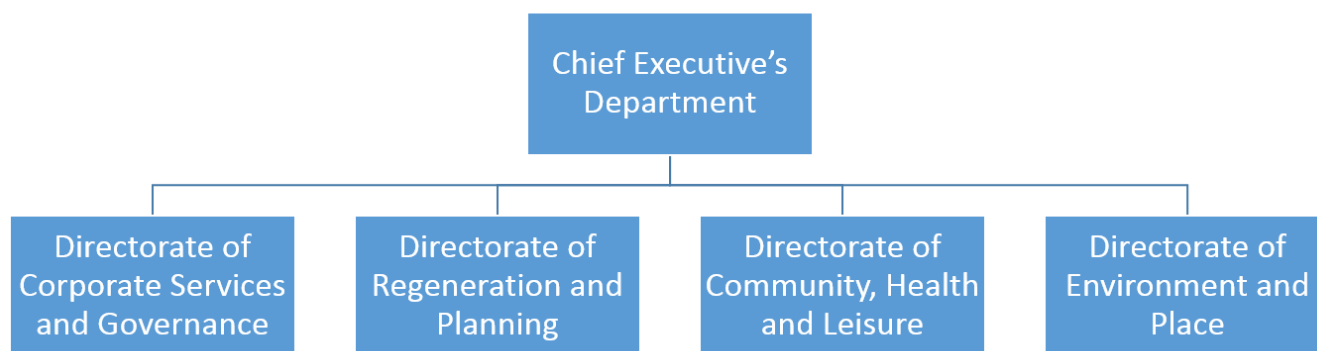 Chief Executive’s
Department
Directorate of
Corporate Services
and Governance
Directorate of
Regeneration and
Planning
Directorate of
Community, Health
and Leisure
Directorate of
Environment and
Place